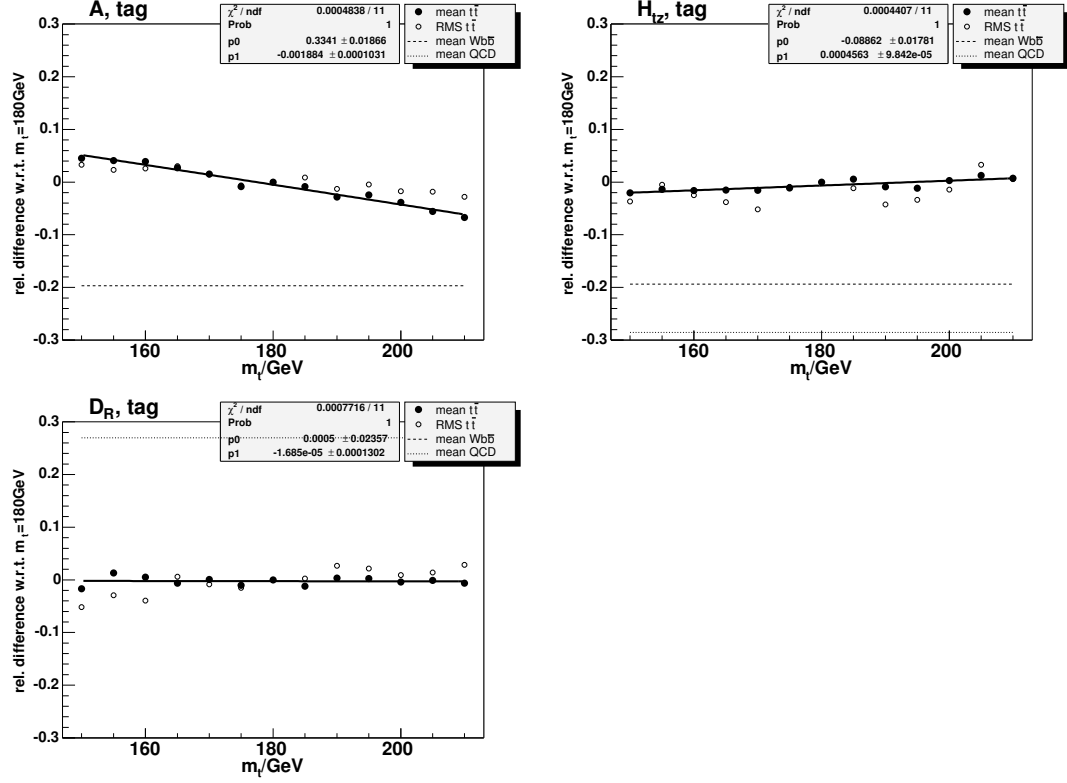 A, tag
χ² / ndf 0.0004838 / 11
Prob 1
p0 0.3341 ± 0.01866
p1 -0.001884 ± 0.0001031
mean tt̄
RMS tt̄
mean Wbb̄
mean QCD
rel. difference w.r.t. m_t=180GeV
0.3
0.2
0.1
0
-0.1
-0.2
-0.3
160 180 200
m_t/GeV
H_tz, tag
χ² / ndf 0.0004407 / 11
Prob 1
p0 -0.08862 ± 0.01781
p1 0.0004563 ± 9.842e-05
mean tt̄
RMS tt̄
mean Wbb̄
mean QCD
rel. difference w.r.t. m_t=180GeV
0.3
0.2
0.1
0
-0.1
-0.2
-0.3
160 180 200
m_t/GeV
D_R, tag
χ² / ndf 0.0007716 / 11
Prob 1
p0 0.0005 ± 0.02357
p1 -1.685e-05 ± 0.0001302
mean tt̄
RMS tt̄
mean Wbb̄
mean QCD
rel. difference w.r.t. m_t=180GeV
0.3
0.2
0.1
0
-0.1
-0.2
-0.3
160 180 200
m_t/GeV